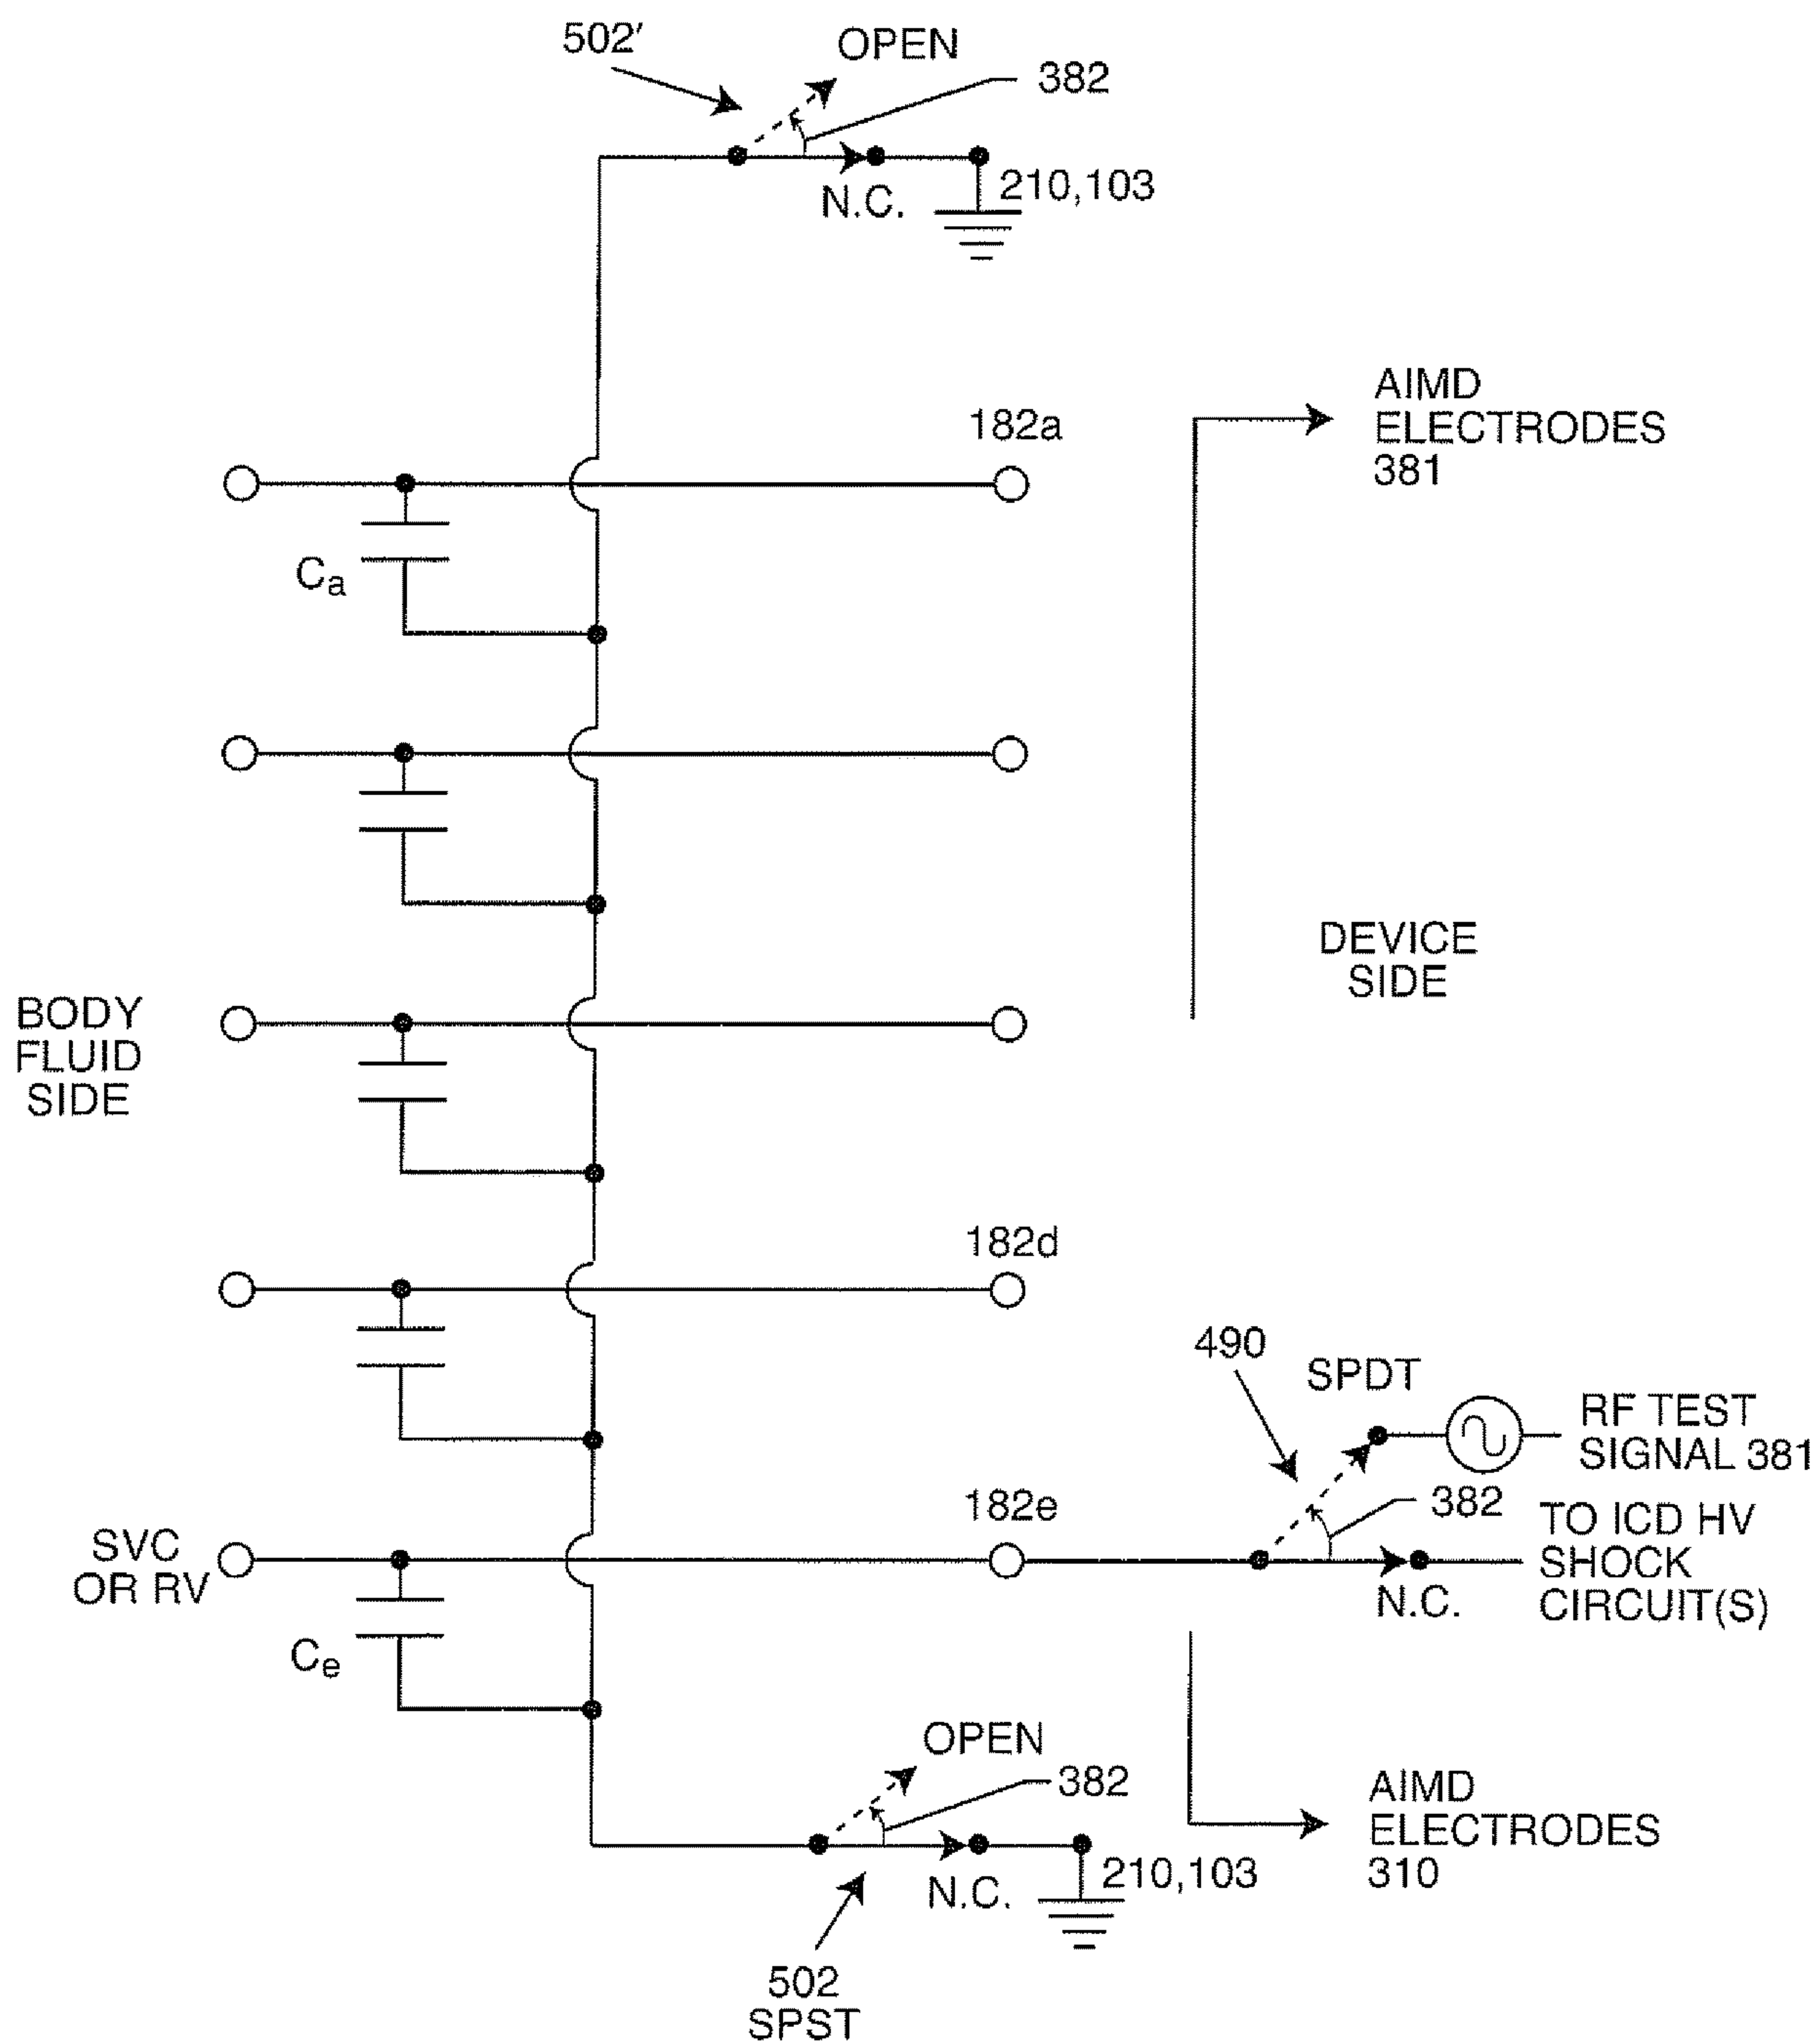 502'
OPEN
382
N.C.
210,103
182a
AIMD
ELECTRODES
381
Ca
DEVICE
SIDE
BODY
FLUID
SIDE
182d
490
SPDT
RF TEST
SIGNAL 381
382
182e
SVC
OR RV
TO ICD HV
SHOCK
CIRCUIT(S)
N.C.
Ce
OPEN
382
AIMD
ELECTRODES
310
N.C.
210,103
502
SPST